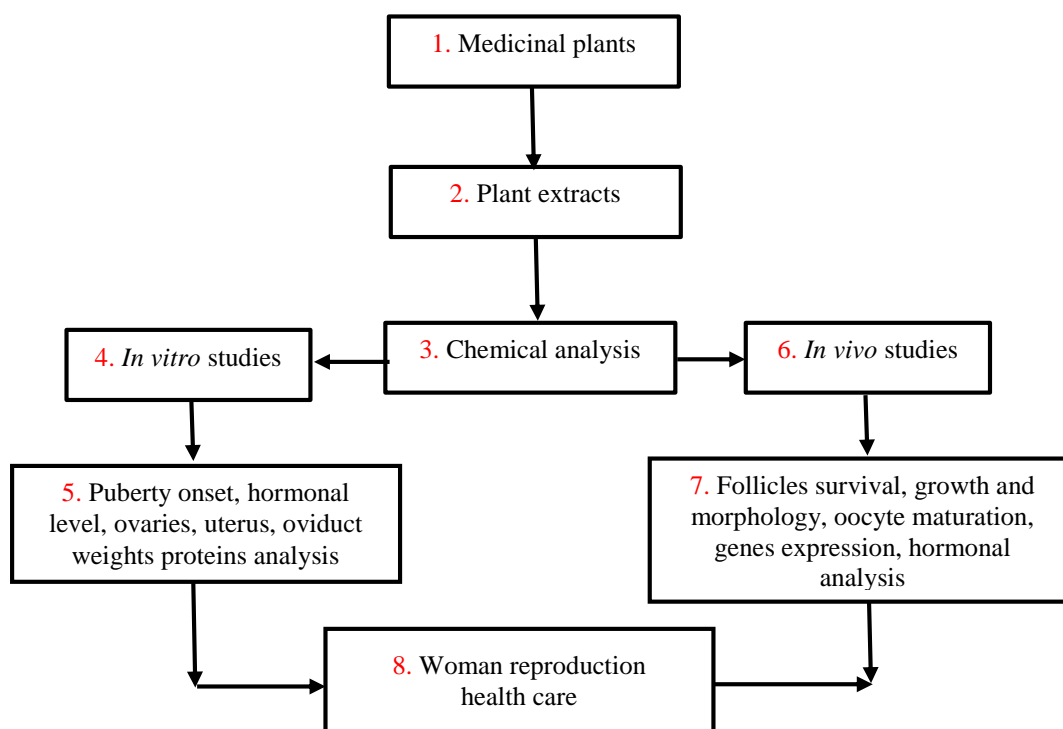 1. Medicinal plants
2. Plant extracts
3. Chemical analysis
4. In vitro studies
5. Puberty onset, hormonal
level, ovaries, uterus, oviduct
weights proteins analysis
6. In vivo studies
7. Follicles survival, growth and
morphology, oocyte maturation,
genes expression, hormonal
analysis
8. Woman reproduction
health care